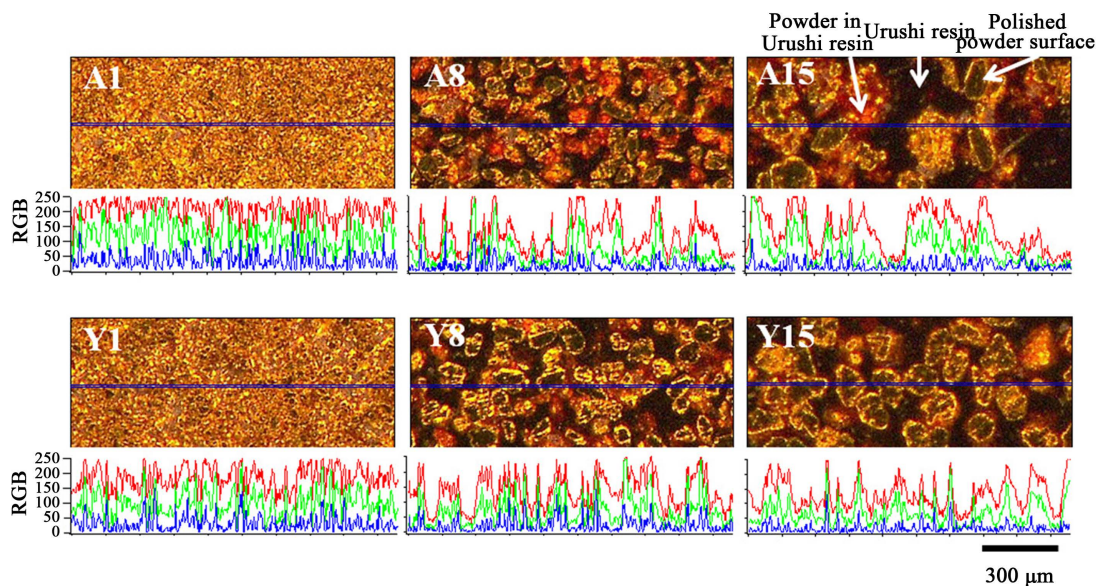 Powder in
Urushi resin
Urushi resin
Polished
powder surface
A1
A8
A15
RGB
250
200
150
100
50
0
Y1
Y8
Y15
RGB
250
200
150
100
50
0
300 μm